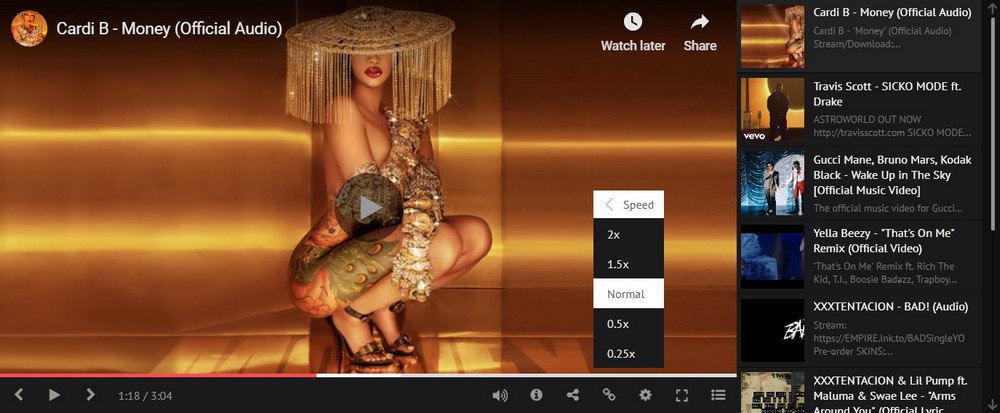 Cardi B - Money (Official Audio)
Watch later
Share
Speed
2x
1.5x
Normal
0.5x
0.25x
1:18 / 3:04
Cardi B - Money (Official Audio)
Cardi B - 'Money' (Official Audio)
Stream/Download:...
Travis Scott - SICKO MODE ft.
Drake
ASTROWORLD OUT NOW
http://travisscott.com SICKO MODE...
vevo
Gucci Mane, Bruno Mars, Kodak
Black - Wake Up in The Sky
[Official Music Video]
The official music video for Gucci...
Yella Beezy - "That's On Me"
Remix (Official Video)
'That's On Me' Remix ft. Rich The
Kid, T.I., Boosie Badazz, Trapboy...
XXXTENTACION - BAD! (Audio)
Stream:
https://EMPIRE.lnk.to/BADSingleYO
Pre-order SKINS:...
BA
XXXTENTACION & Lil Pump ft.
Maluma & Swae Lee - "Arms
Around You" (Official Lyric